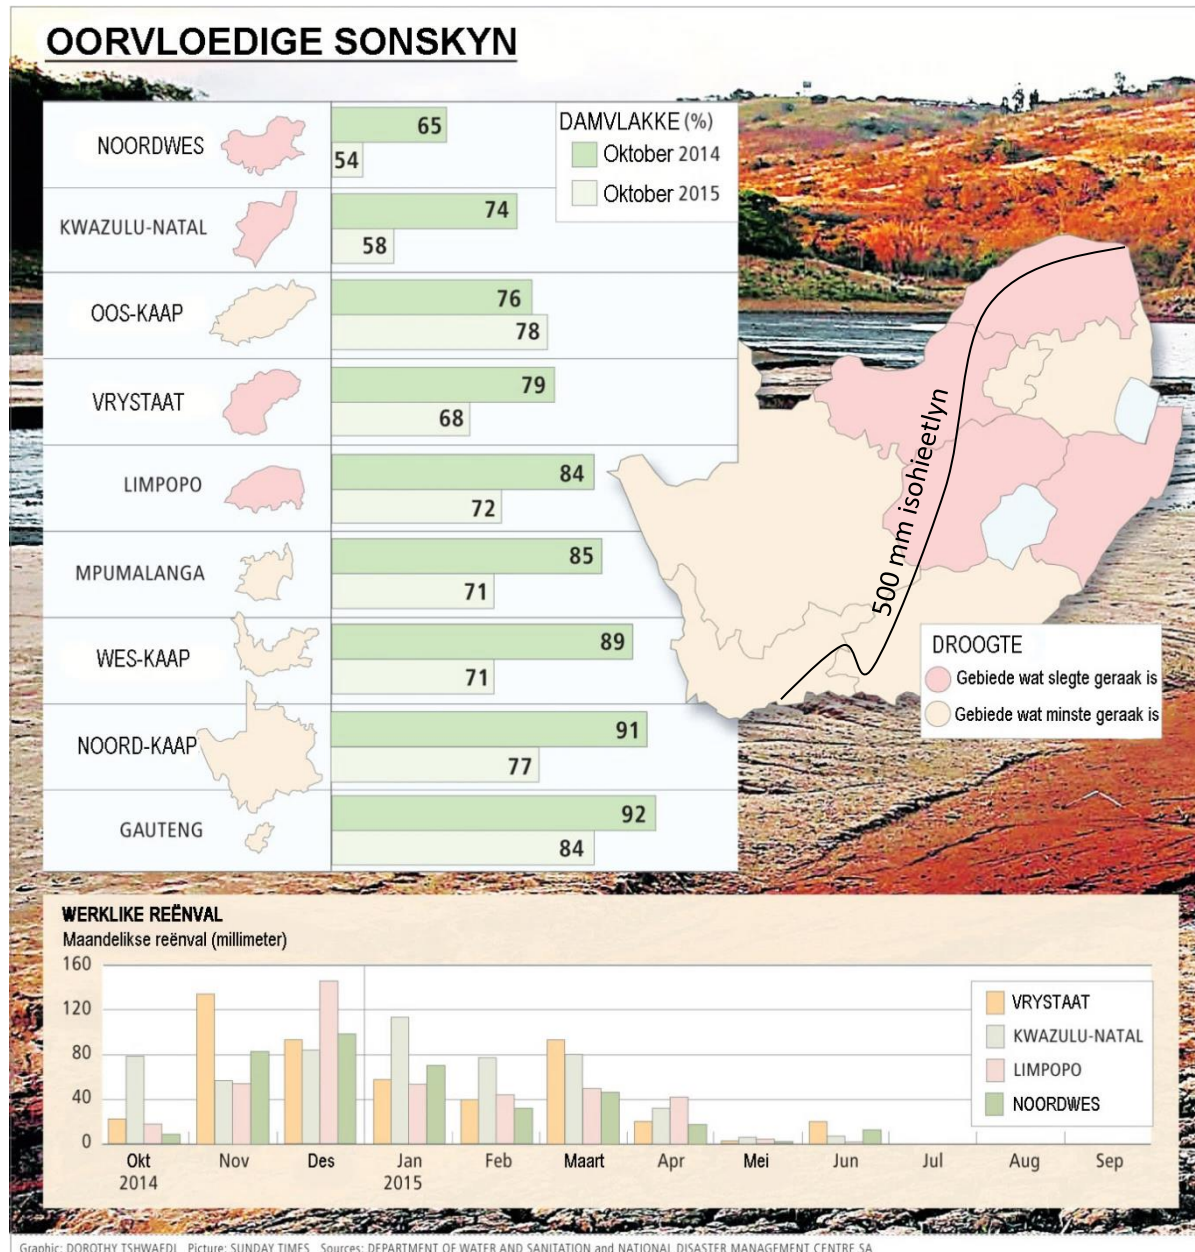 OORVLOEDIGE SONSKYN
DAMVLAKKE (%)
Oktober 2014
Oktober 2015
NOORDWES
65
54
KWAZULU-NATAL
74
58
OOS-KAAP
76
78
VRYSTAAT
79
68
LIMPOPO
84
72
MPUMALANGA
85
71
WES-KAAP
89
71
NOORD-KAAP
91
77
GAUTENG
92
84
500 mm isohieetlyn
DROOGTE
Gebiede wat slegte geraak is
Gebiede wat minste geraak is
WERKLIKE REËNVAL
Maandelikse reënval (millimeter)
160
120
80
40
0
VRYSTAAT
KWAZULU-NATAL
LIMPOPO
NOORDWES
Okt Nov Des Jan Feb Maart Apr Mei Jun Jul Aug Sep
2014 2015
Graphic: DOROTHY TSHWAEDI Picture: SUNDAY TIMES Sources: DEPARTMENT OF WATER AND SANITATION and NATIONAL DISASTER MANAGEMENT CENTRE SA